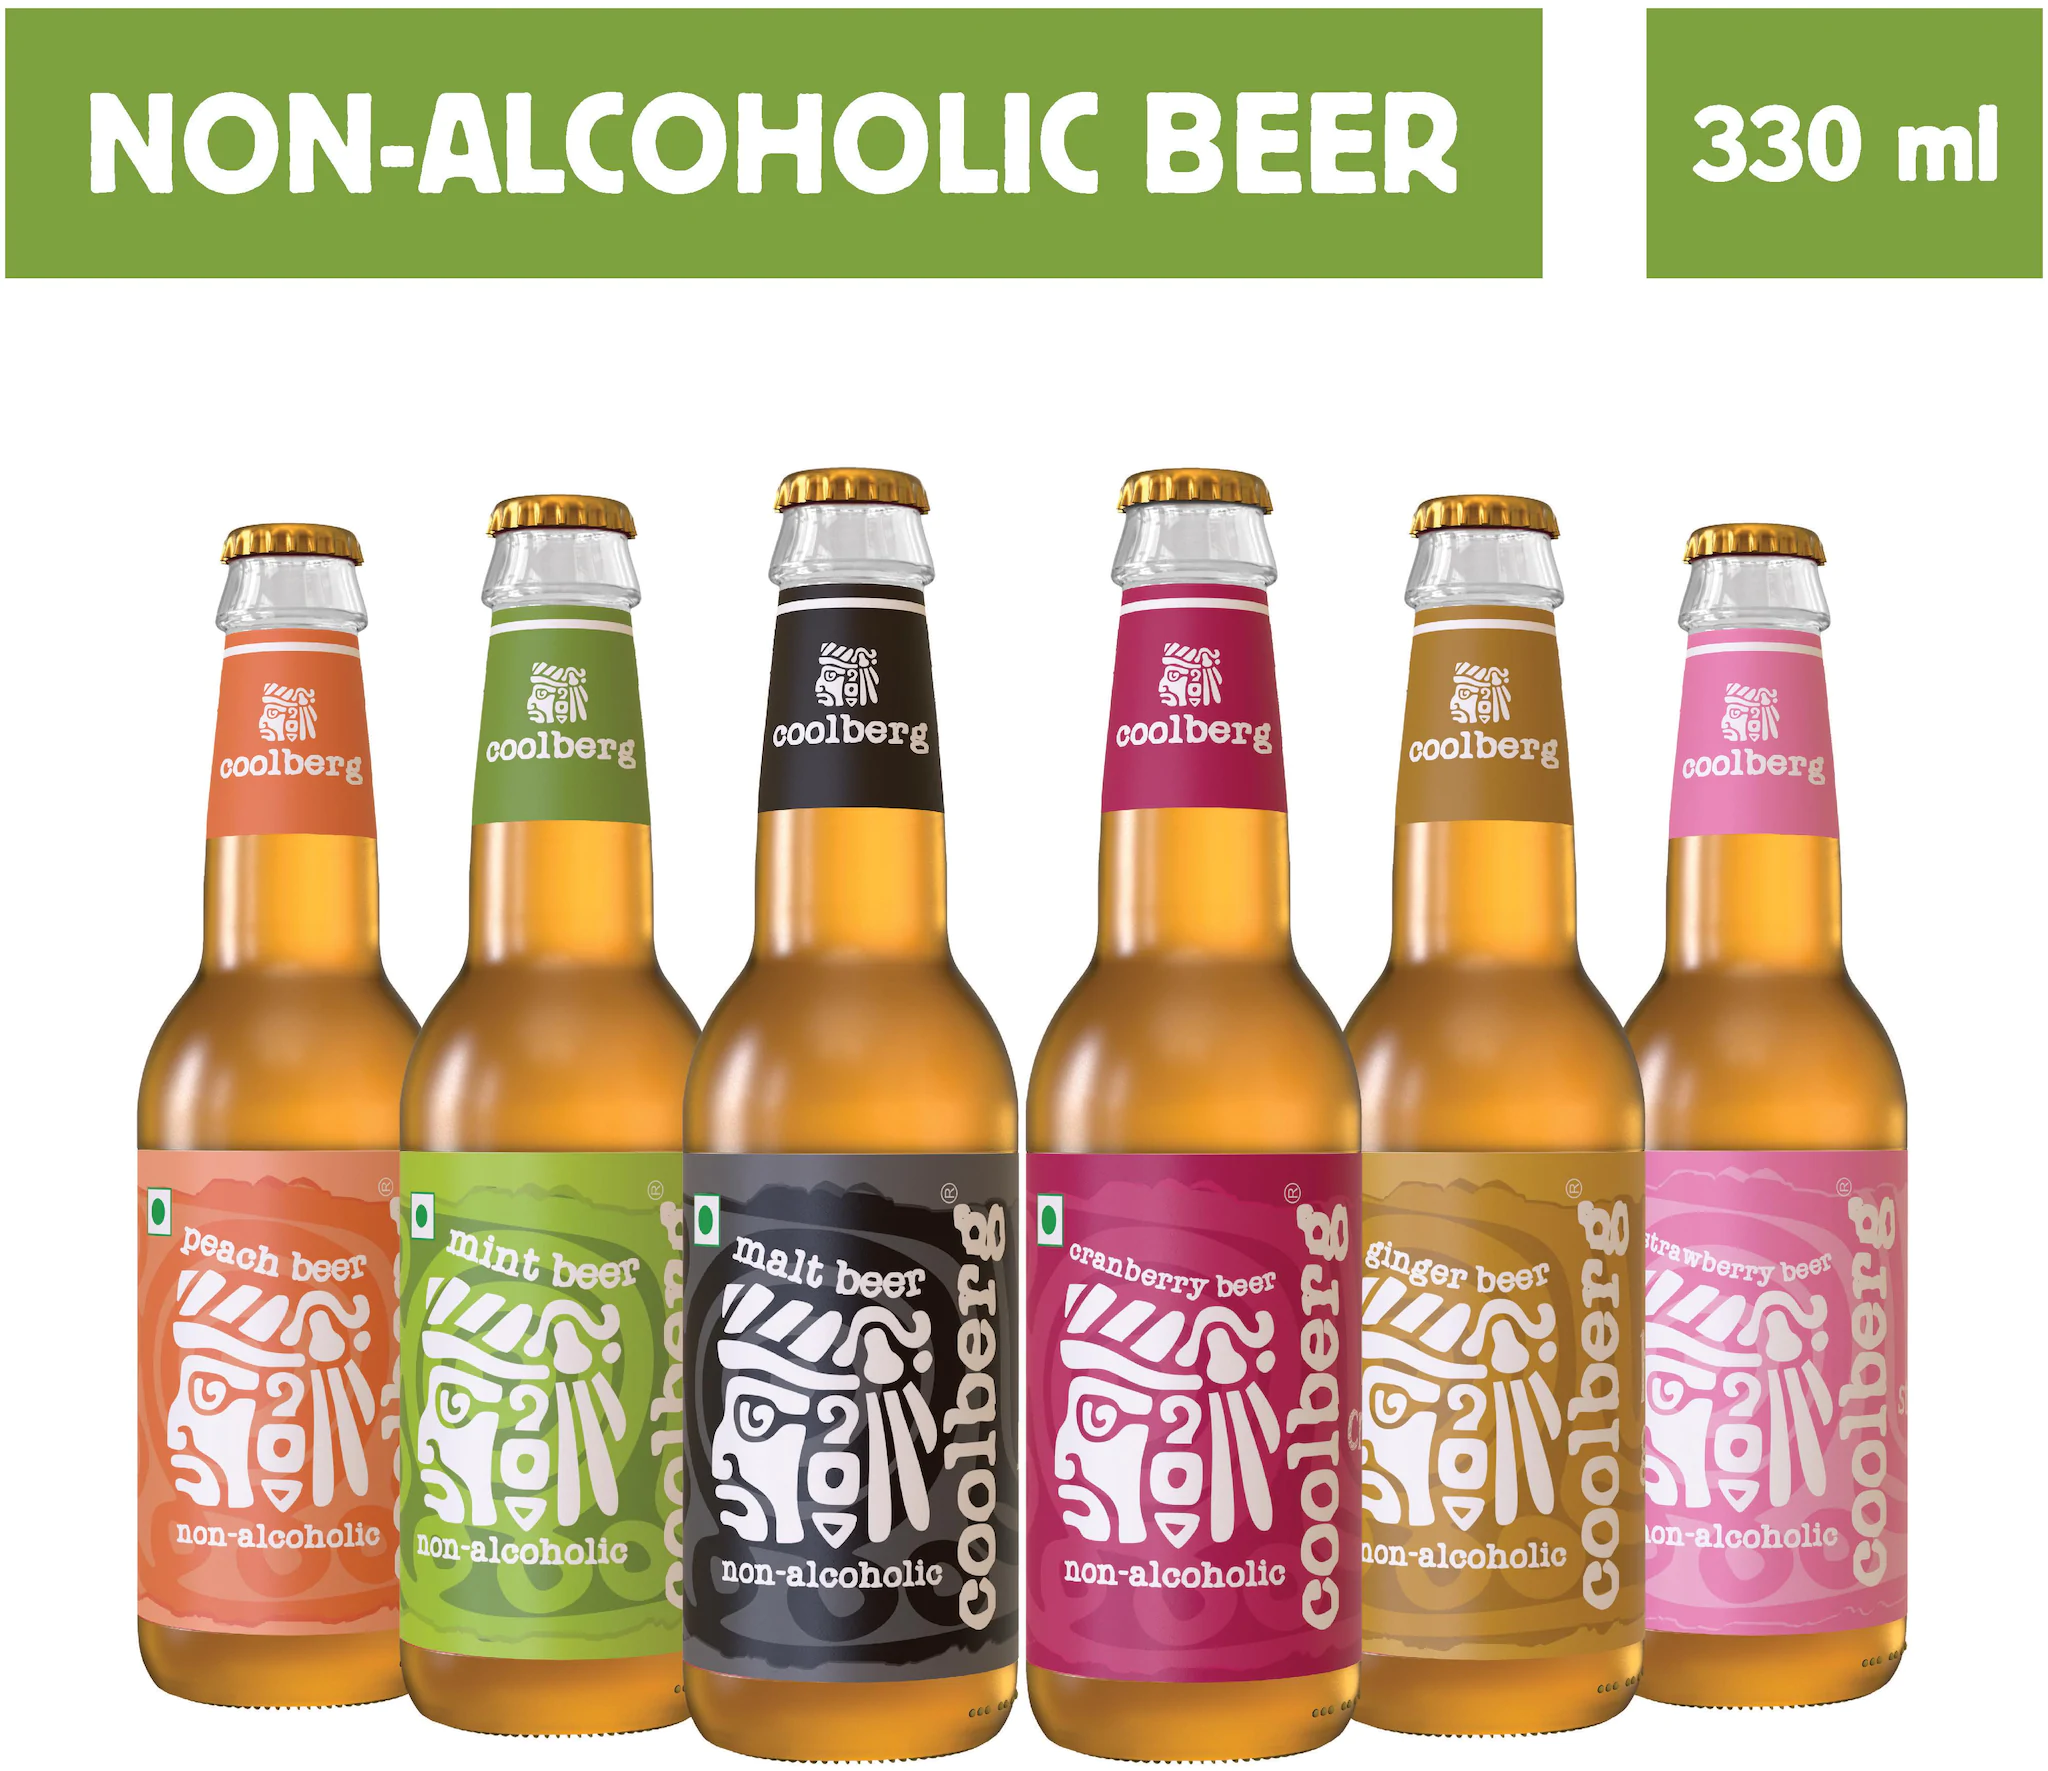 NON-ALCOHOLIC BEER
330 ml
coolberg
coolberg
coolberg
coolberg
coolberg
coolberg
peach beer
non-alcoholic
®
mint beer
non-alcoholic
®
malt beer
non-alcoholic
coolberg
®
cranberry beer
non-alcoholic
coolberg
®
ginger beer
non-alcoholic
coolberg
®
strawberry beer
non-alcoholic
coolberg
®